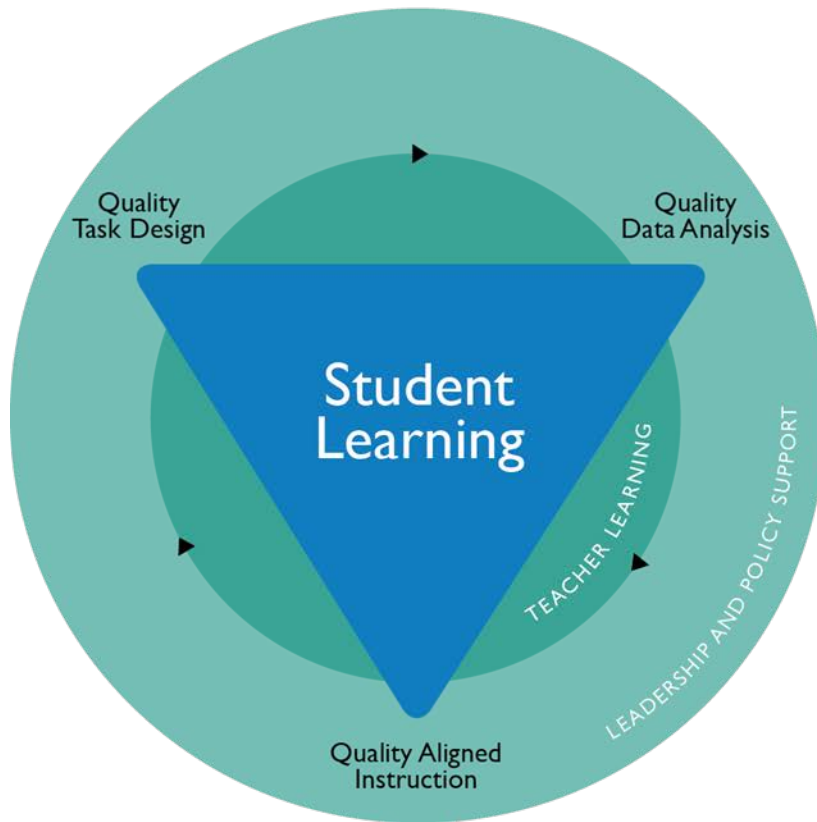 Quality
Task Design
Quality
Data Analysis
Student
Learning
TEACHER LEARNING
LEADERSHIP AND POLICY SUPPORT
Quality Aligned
Instruction